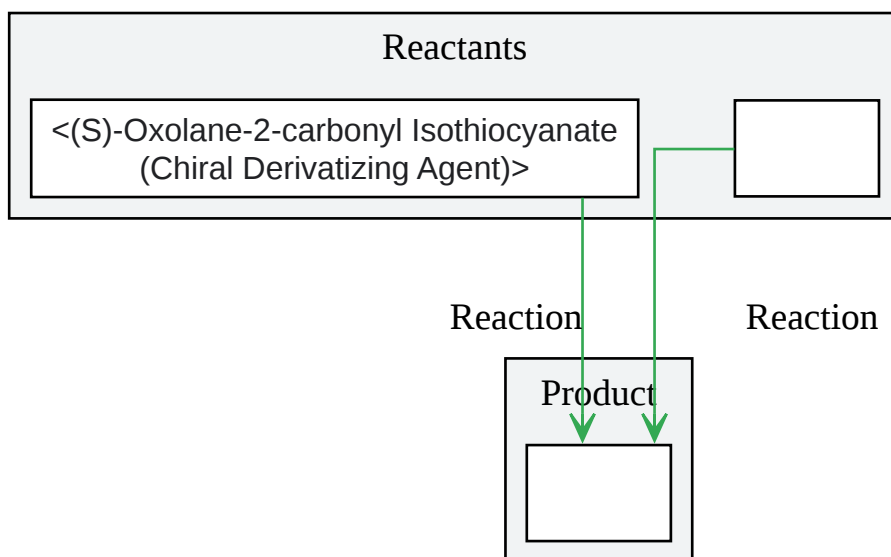 Reactants
<(S)-Oxolane-2-carbonyl Isothiocyanate
(Chiral Derivatizing Agent)>
Reaction
Reaction
Product